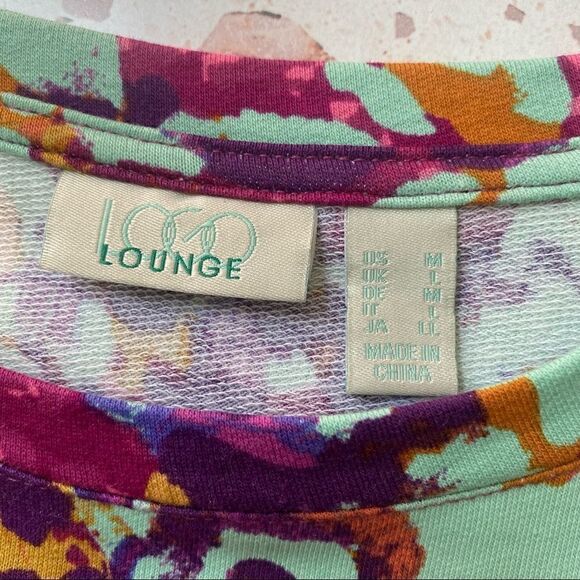 LOGO
LOUNGE
US M
UK L
DE M
IT L
JA LL
MADE IN
CHINA